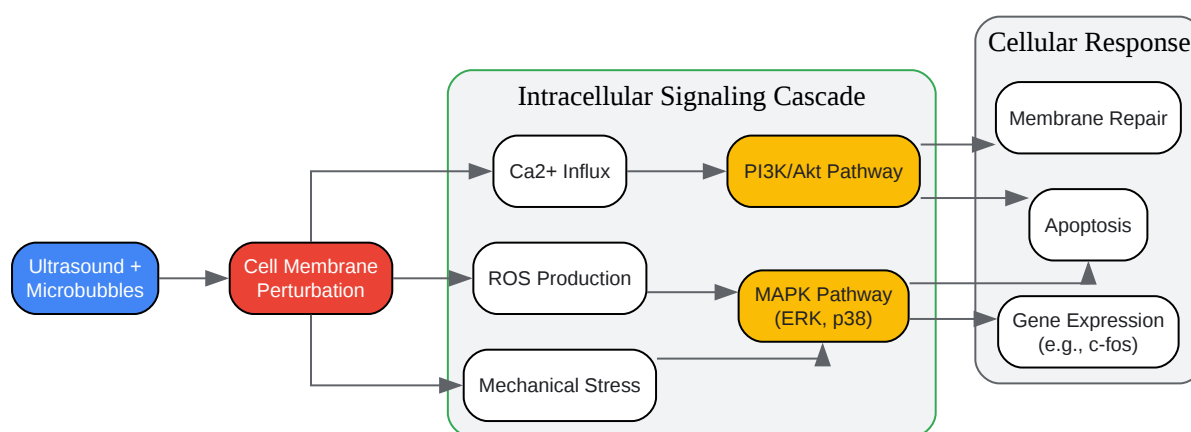 Cellular Response
Intracellular Signaling Cascade
Membrane Repair
Ca2+ Influx
PI3K/Akt Pathway
Apoptosis
Ultrasound +
Microbubbles
Cell Membrane
Perturbation
ROS Production
MAPK Pathway
(ERK, p38)
Gene Expression
(e.g., c-fos)
Mechanical Stress